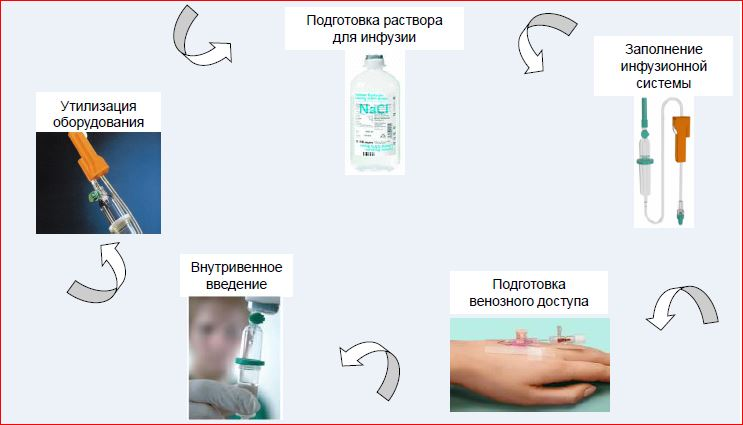 Подготовка раствора
для инфузии
NaCl
Заполнение
инфузионной
системы
Утилизация
оборудования
Внутривенное
введение
Подготовка
венозного доступа